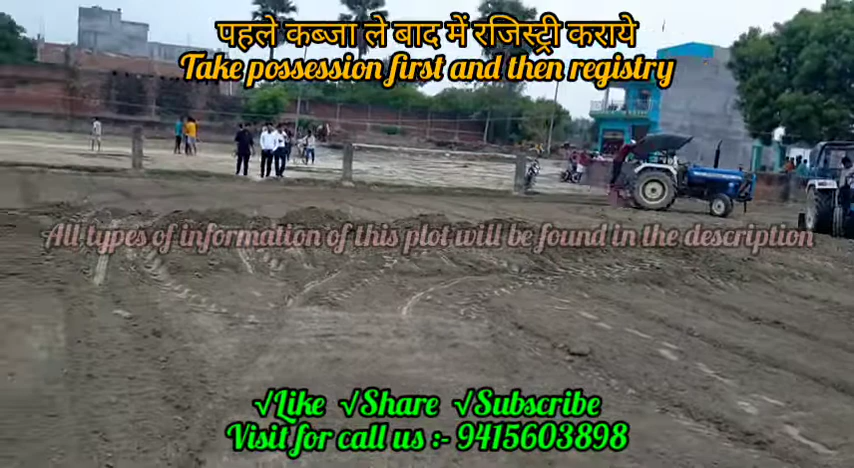 पहले कब्जा ले बाद में रजिस्ट्री कराये
Take possession first and then registry
All types of information of this plot will be found in the description
√Like √Share √Subscribe
Visit for call us :- 9415603898